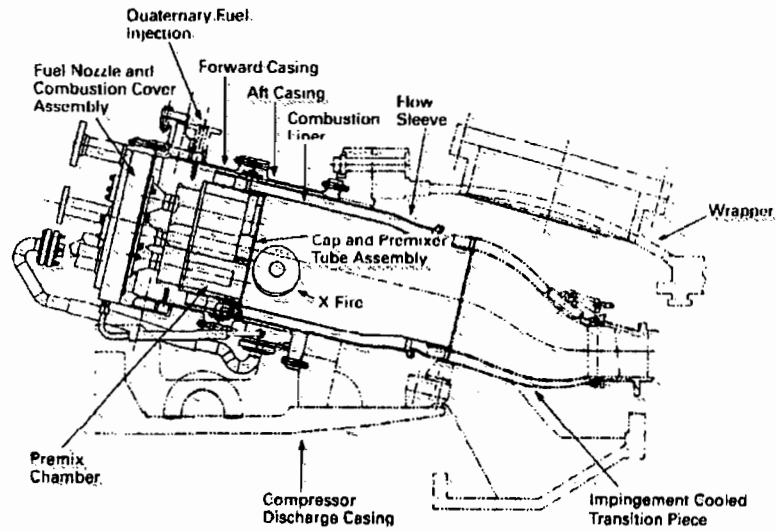 Quaternary Fuel
Injection
Fuel Nozzle and
Combustion Cover
Assembly
Forward Casing
Aft Casing
Combustion
Liner
Flow
Sleeve
Wrapper
Cap and Premixer
Tube Assembly
X Fire
Premix
Chamber
Compressor
Discharge Casing
Impingement Cooled
Transition Piece